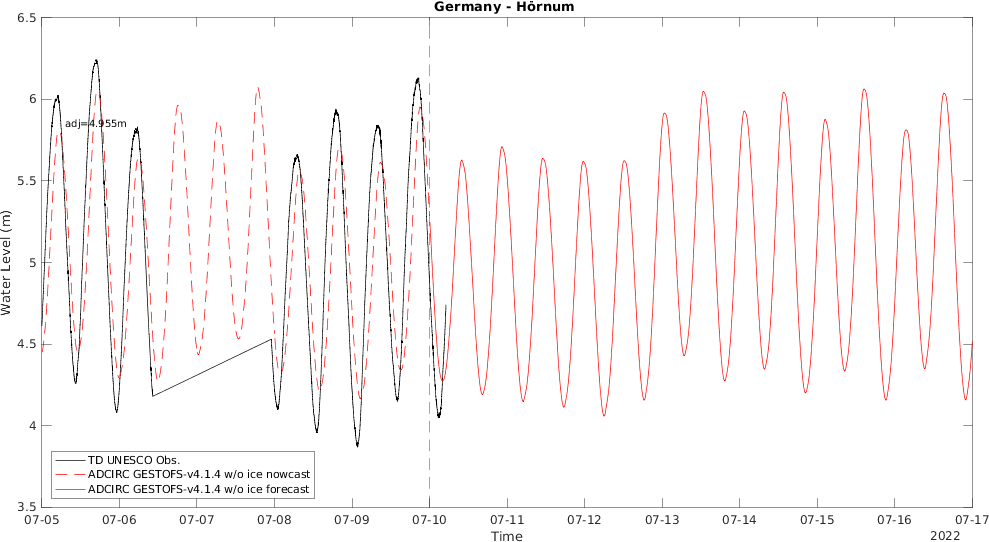 Germany - Hörnum
6.5
6
5.5
5
4.5
4
3.5
Water Level (m)
adj=4.955m
TD UNESCO Obs.
ADCIRC GESTOFS-v4.1.4 w/o ice nowcast
ADCIRC GESTOFS-v4.1.4 w/o ice forecast
07-05 07-06 07-07 07-08 07-09 07-10 07-11 07-12 07-13 07-14 07-15 07-16 07-17
Time
2022